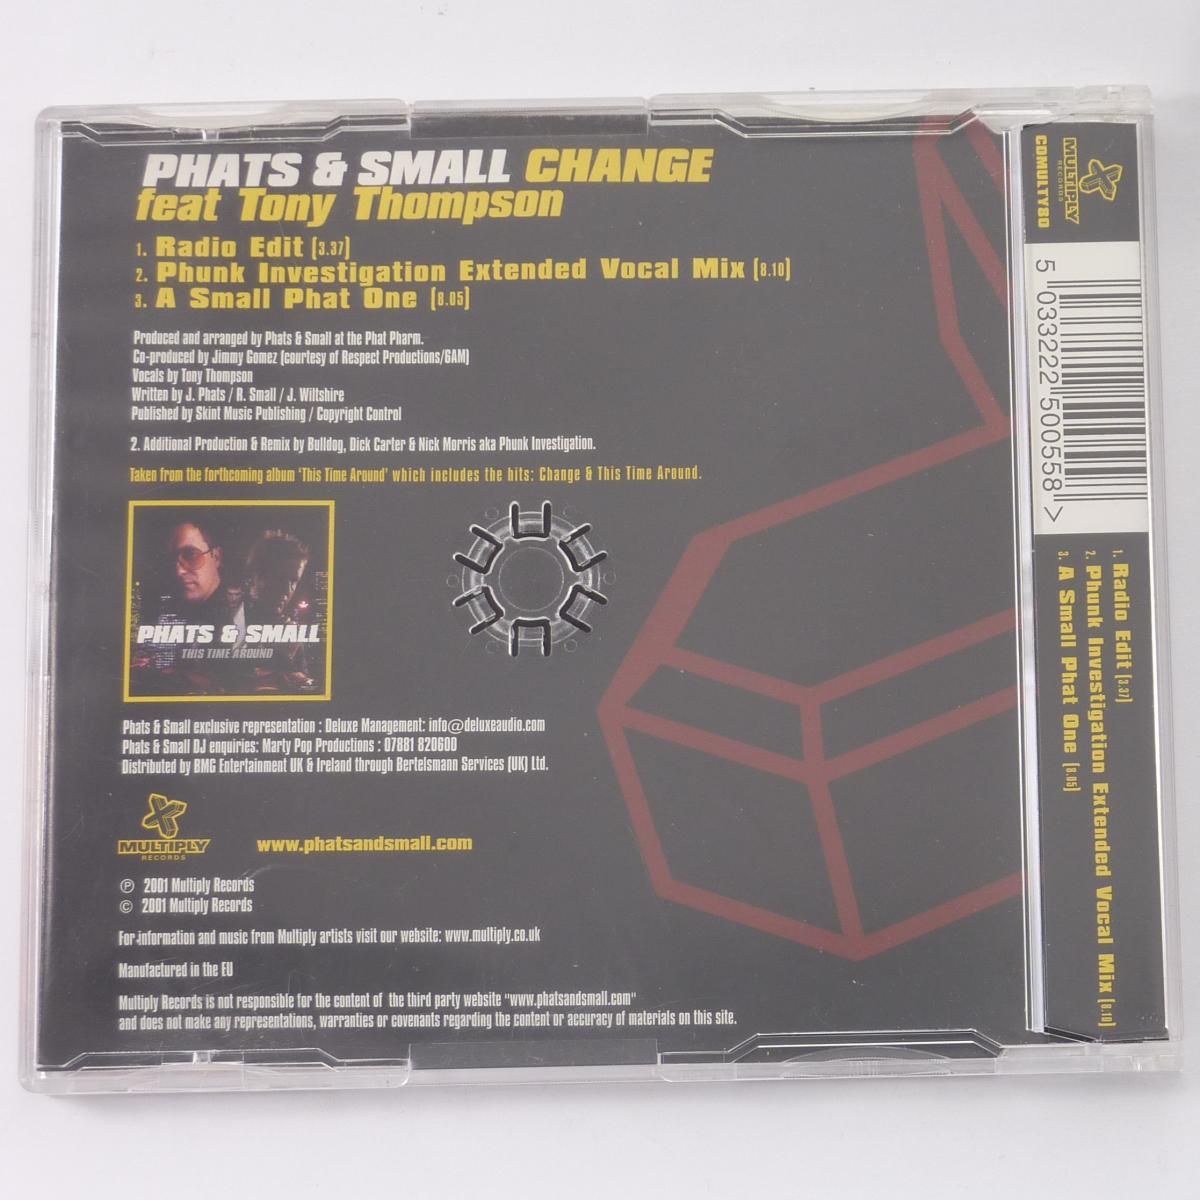 PHATS & SMALL CHANGE
feat Tony Thompson
1. Radio Edit [3.37]
2. Phunk Investigation Extended Vocal Mix [8.10]
3. A Small Phat One [8.05]
Produced and arranged by Phats & Small at the Phat Pharm.
Co-produced by Jimmy Gomez [courtesy of Respect Productions/6AM]
Vocals by Tony Thompson
Written by J. Phats / R. Small / J. Wiltshire
Published by Skint Music Publishing / Copyright Control
2. Additional Production & Remix by Bulldog, Dick Carter & Nick Morris aka Phunk Investigation.
Taken from the forthcoming album 'This Time Around' which includes the hits: Change & This Time Around.
PHATS & SMALL
THIS TIME AROUND
Phats & Small exclusive representation : Deluxe Management: info@deluxeaudio.com
Phats & Small DJ enquiries: Marty Pop Productions : 07881 820600
Distributed by BMG Entertainment UK & Ireland through Bertelsmann Services (UK) Ltd.
MULTIPLY
RECORDS
www.phatsandsmall.com
℗ 2001 Multiply Records
© 2001 Multiply Records
For information and music from Multiply artists visit our website: www.multiply.co.uk
Manufactured in the EU
Multiply Records is not responsible for the content of the third party website "www.phatsandsmall.com"
and does not make any representations, warranties or covenants regarding the content or accuracy of materials on this site.
MULTIPLY
RECORDS
CDMULTY80
5 033222 500558 >
1. Radio Edit [3.37]
2. Phunk Investigation Extended Vocal Mix [8.10]
3. A Small Phat One [8.05]